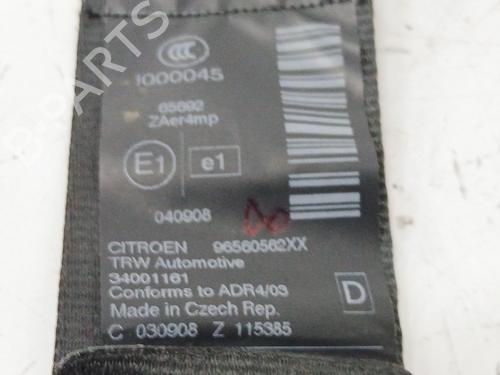 CCC
I000045
65692
ZAer4mp
E1 e1
040908
DO
CITROEN 96560562XX
TRW Automotive
34001161
Conforms to ADR4/03
D
Made in Czech Rep.
C 030908 Z 115385
B-PARTS